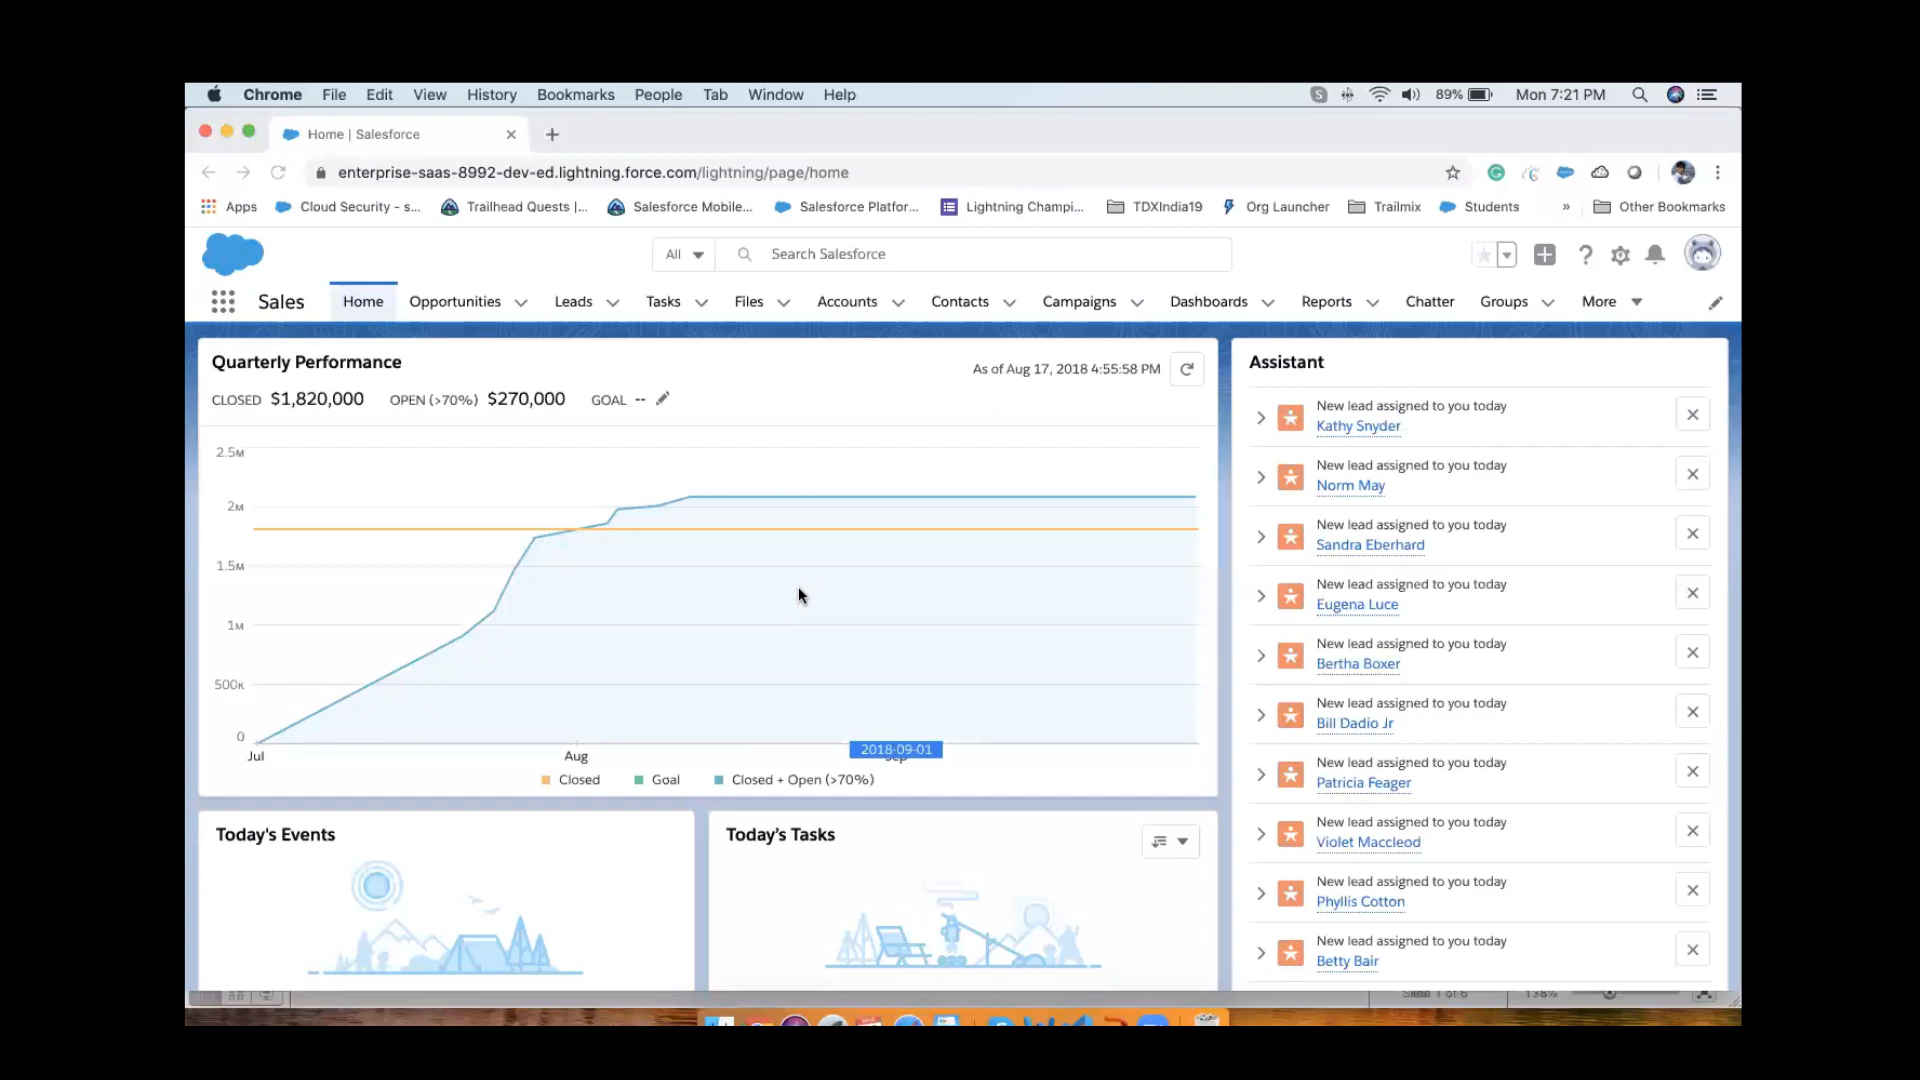 Chrome File Edit View History Bookmarks People Tab Window Help 89% Mon 7:21 PM
Home | Salesforce
enterprise-saas-8992-dev-ed.lightning.force.com/lightning/page/home
Apps Cloud Security - s... Trailhead Quests |... Salesforce Mobile... Salesforce Platfor... Lightning Champi... TDXIndia19 Org Launcher Trailmix Students » Other Bookmarks
All Search Salesforce
Sales Home Opportunities Leads Tasks Files Accounts Contacts Campaigns Dashboards Reports Chatter Groups More
Quarterly Performance
As of Aug 17, 2018 4:55:58 PM
CLOSED $1,820,000 OPEN (>70%) $270,000 GOAL --
2.5M
2M
1.5M
1M
500K
0
Jul Aug Sep
2018-09-01
Closed Goal Closed + Open (>70%)
Today's Events
Today's Tasks
Assistant
New lead assigned to you today
Kathy Snyder
New lead assigned to you today
Norm May
New lead assigned to you today
Sandra Eberhard
New lead assigned to you today
Eugena Luce
New lead assigned to you today
Bertha Boxer
New lead assigned to you today
Bill Dadio Jr
New lead assigned to you today
Patricia Feager
New lead assigned to you today
Violet Maccleod
New lead assigned to you today
Phyllis Cotton
New lead assigned to you today
Betty Bair
Slide 1 of 6 138%